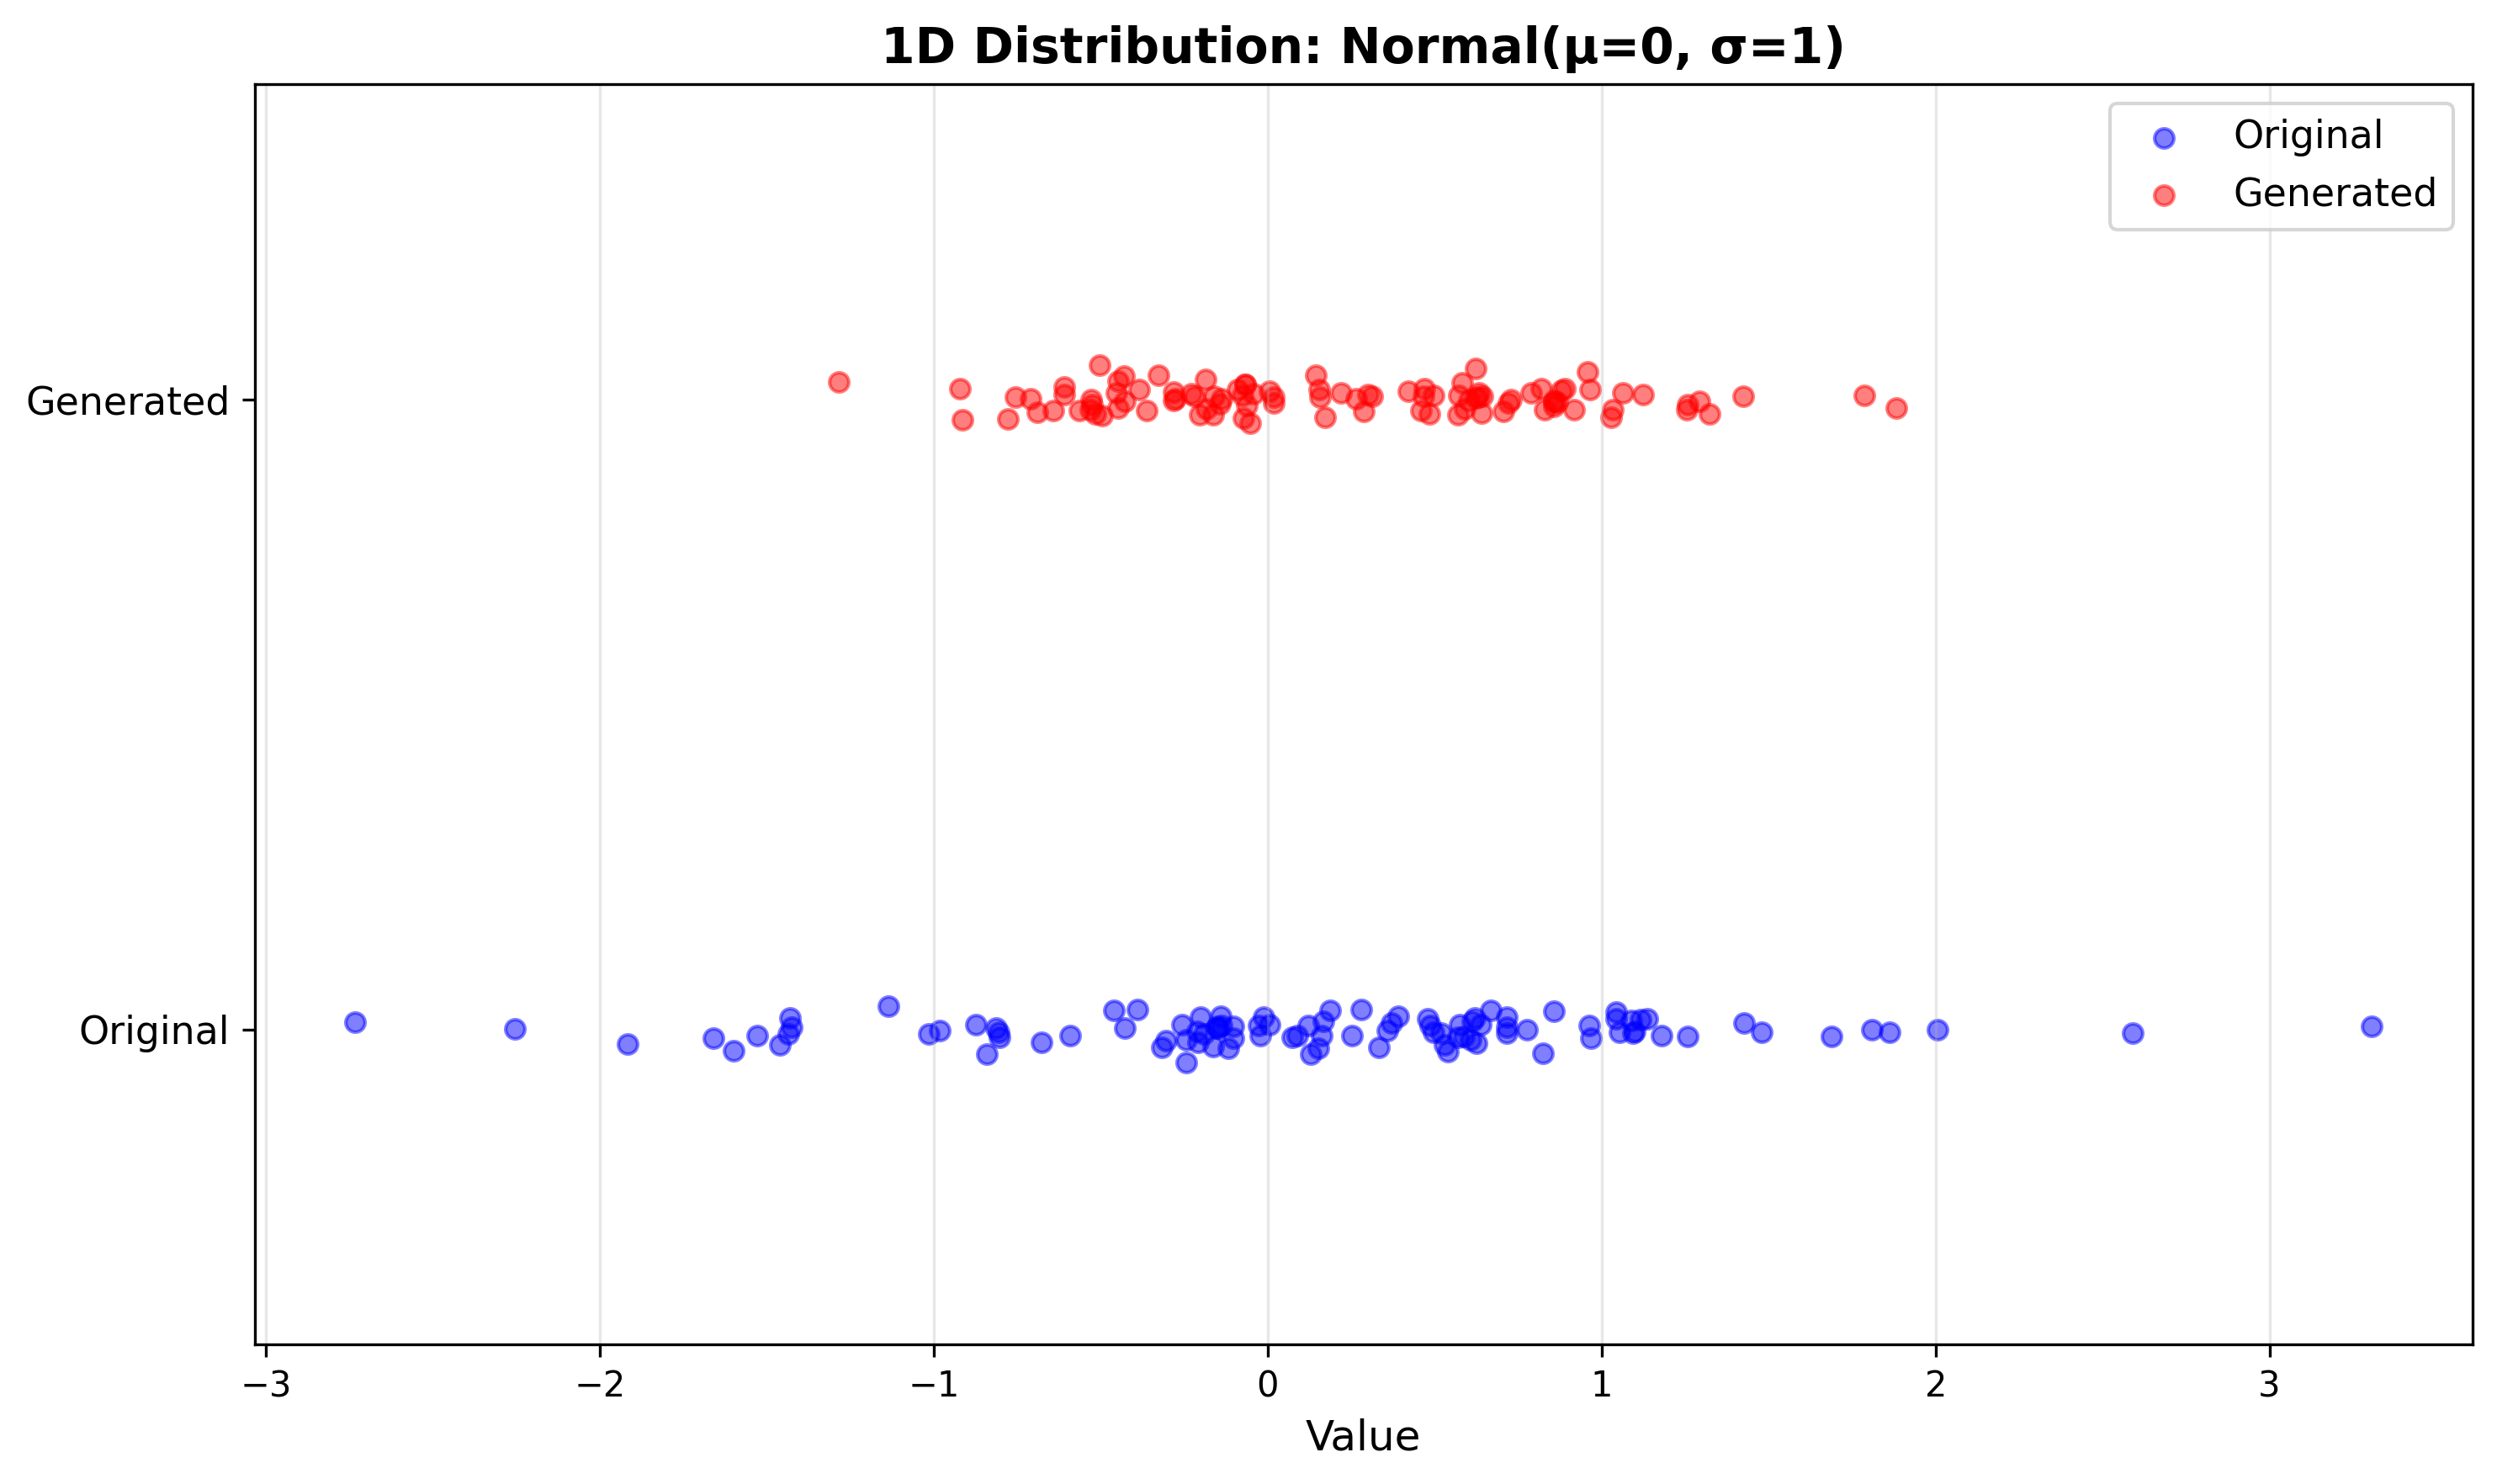 1D Distribution: Normal(μ=0, σ=1)
Original
Generated
Generated
Original
−3 −2 −1 0 1 2 3
Value